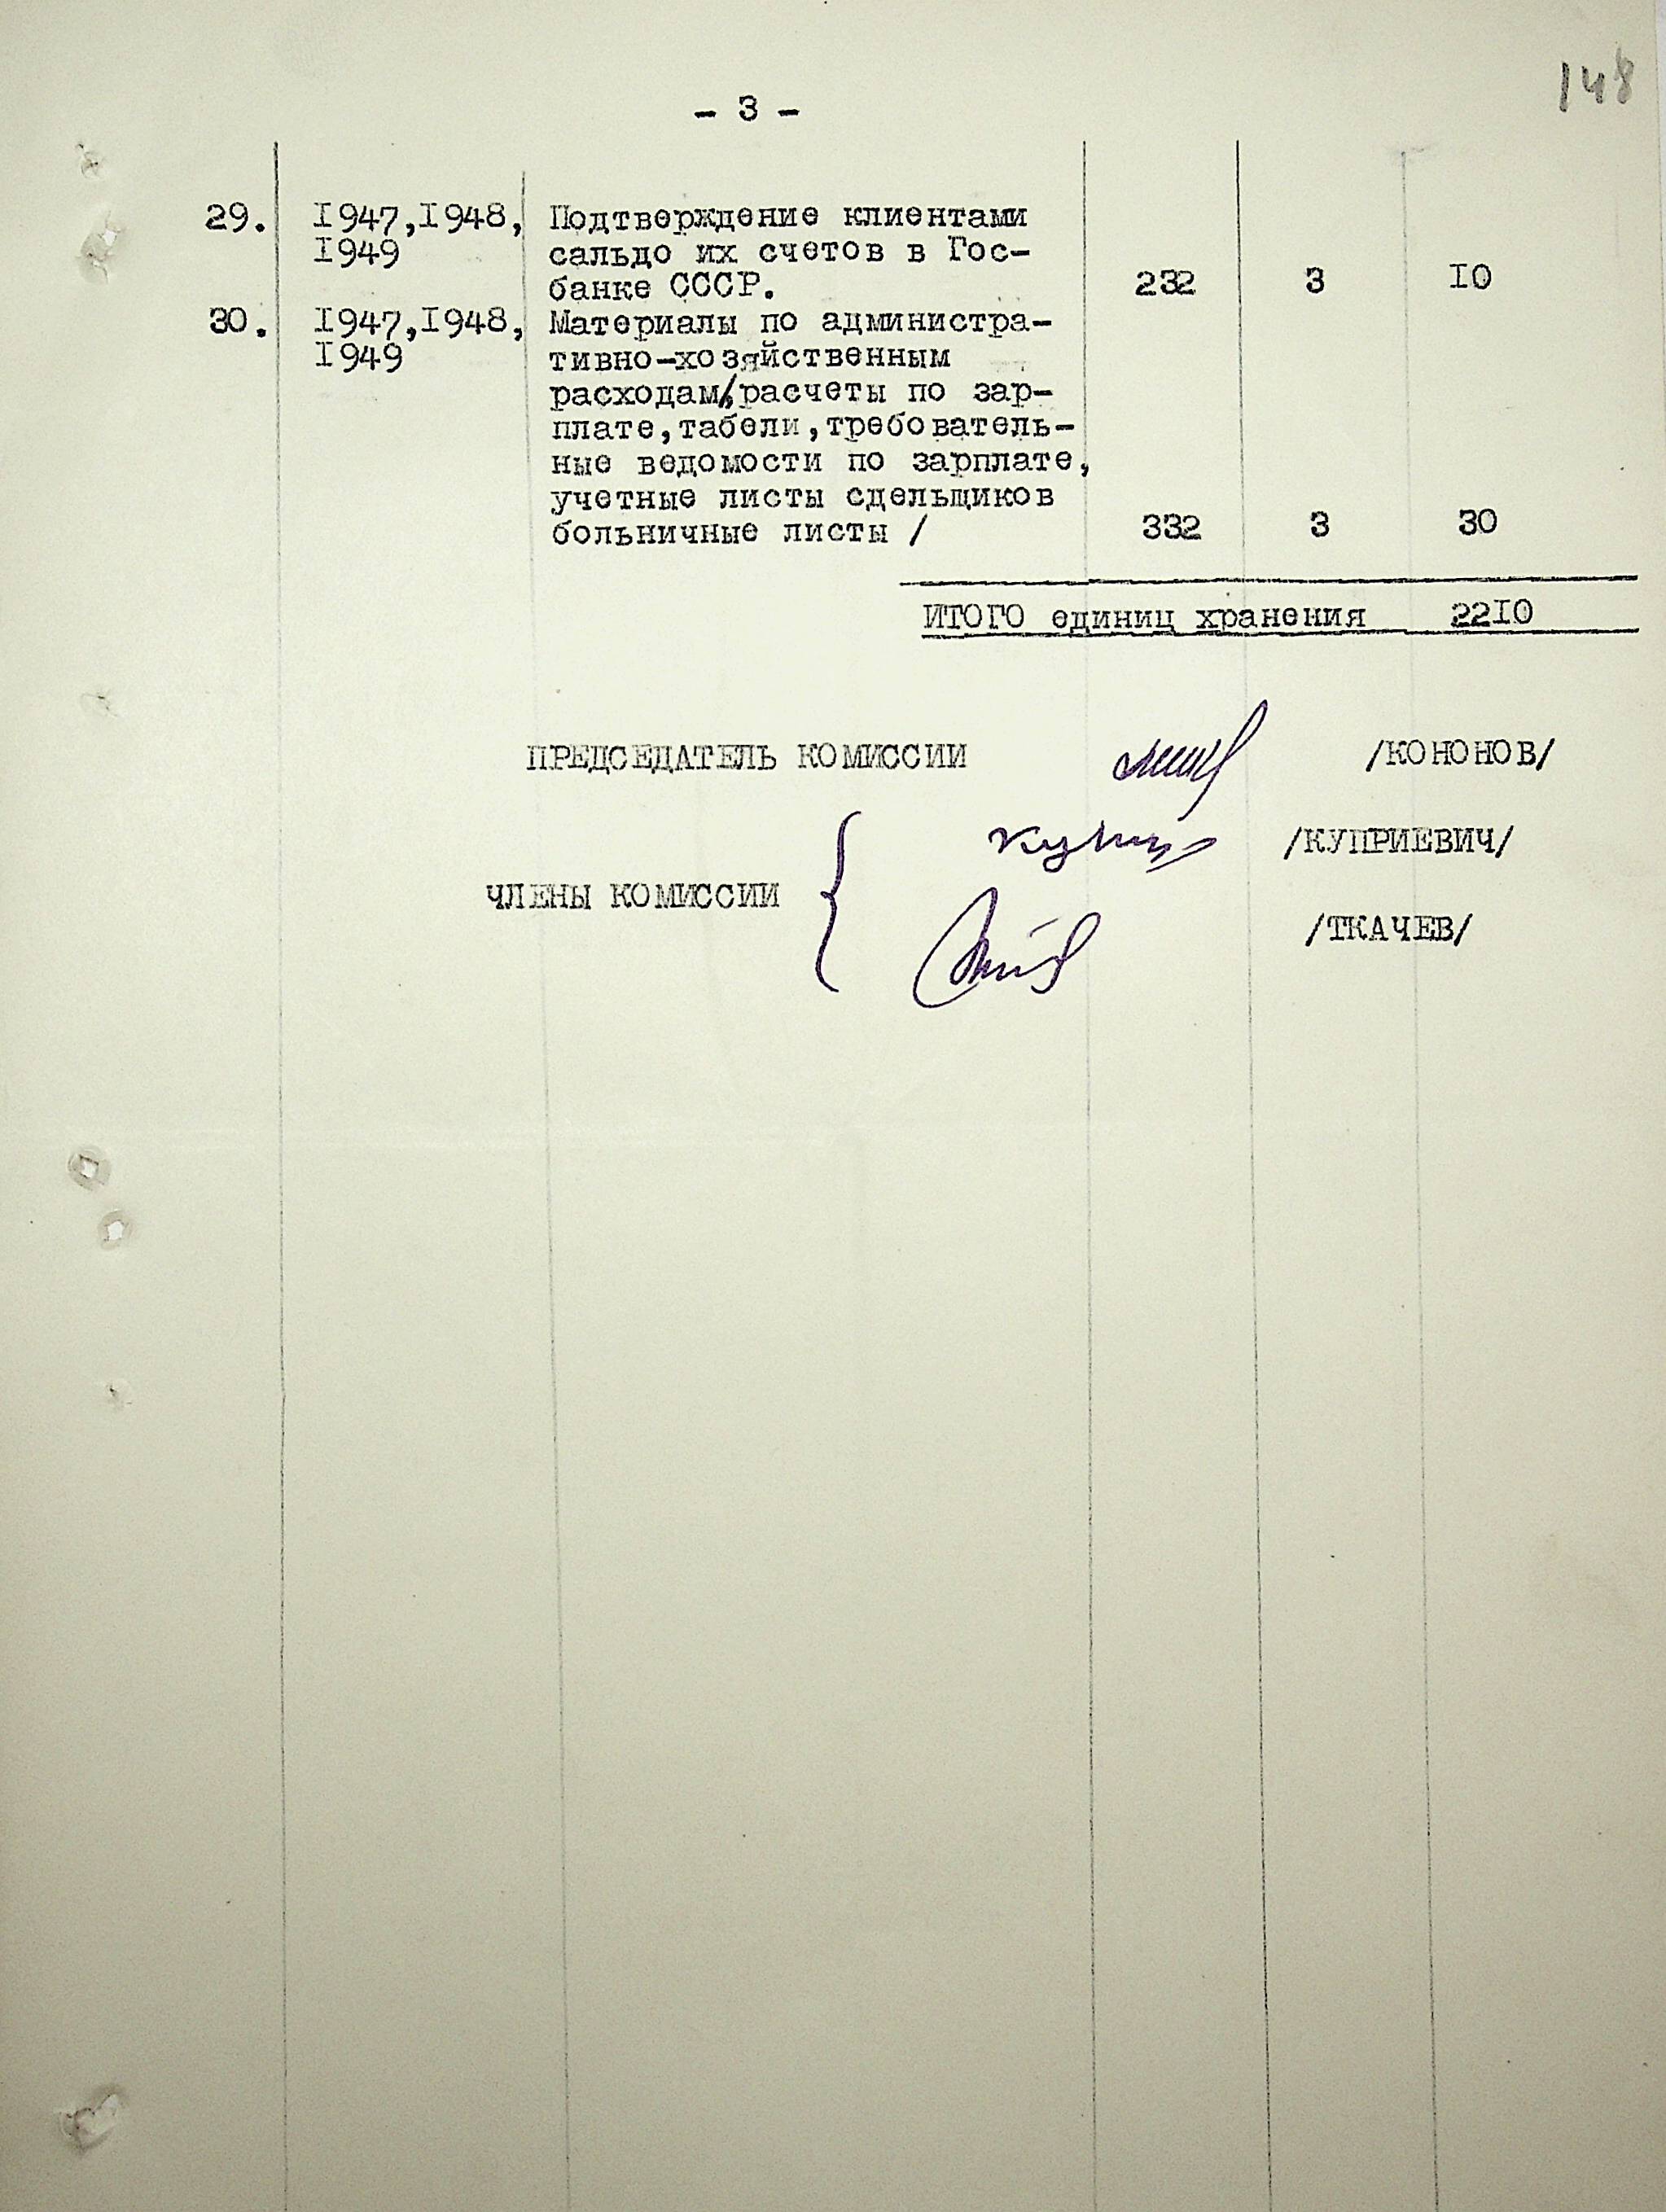 148
- 3 -
29. I947,I948, Подтверждение клиентами
I949 сальдо их счетов в Гос-
банке СССР. 232 3 I0
30. I947,I948, Материалы по администра-
I949 тивно-хозяйственным
расходам/расчеты по зар-
плате,табели,требователь-
ные ведомости по зарплате,
учетные листы сдельщиков
больничные листы / 332 3 30
ИТОГО единиц хранения 22I0
ПРЕДСЕДАТЕЛЬ КОМИССИИ /КОНОНОВ/
/КУПРИЕВИЧ/
ЧЛЕНЫ КОМИССИИ
/ТКАЧЕВ/